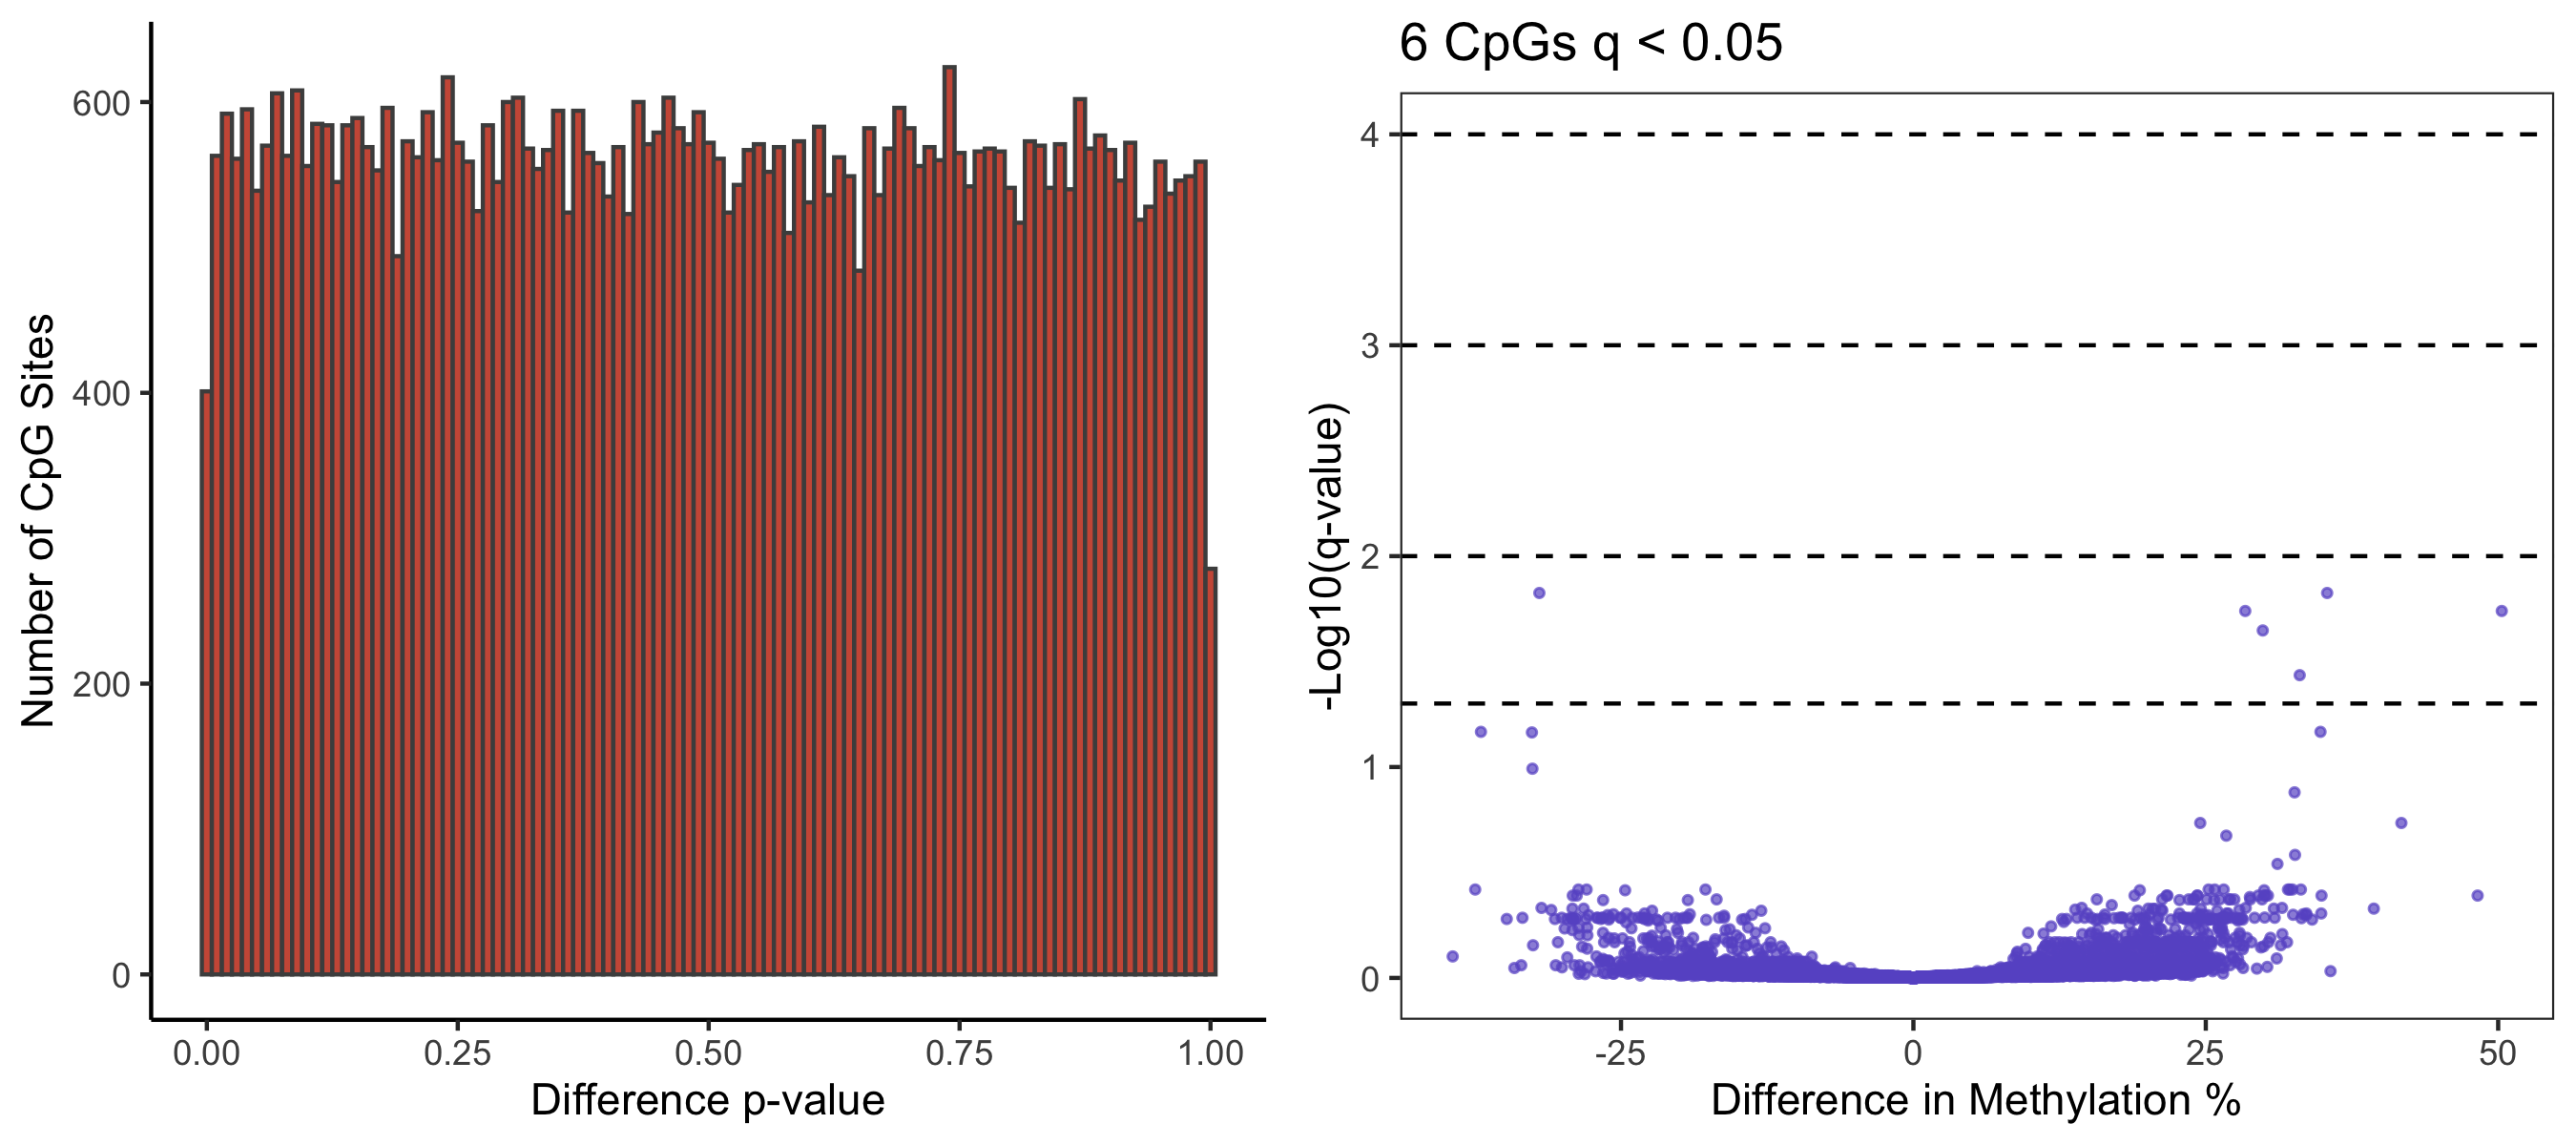 Number of CpG Sites
600
400
200
0
0.00 0.25 0.50 0.75 1.00
Difference p-value
6 CpGs q < 0.05
-Log10(q-value)
4
3
2
1
0
-25 0 25 50
Difference in Methylation %